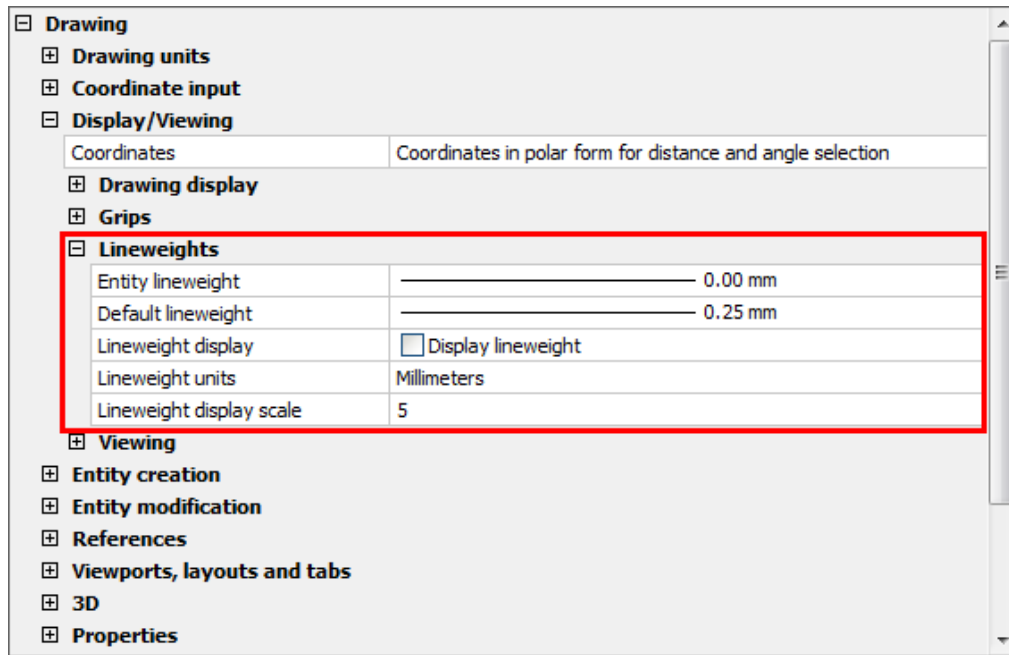 Drawing
Drawing units
Coordinate input
Display/Viewing
Coordinates Coordinates in polar form for distance and angle selection
Drawing display
Grips
Lineweights
Entity lineweight 0.00 mm
Default lineweight 0.25 mm
Lineweight display Display lineweight
Lineweight units Millimeters
Lineweight display scale 5
Viewing
Entity creation
Entity modification
References
Viewports, layouts and tabs
3D
Properties